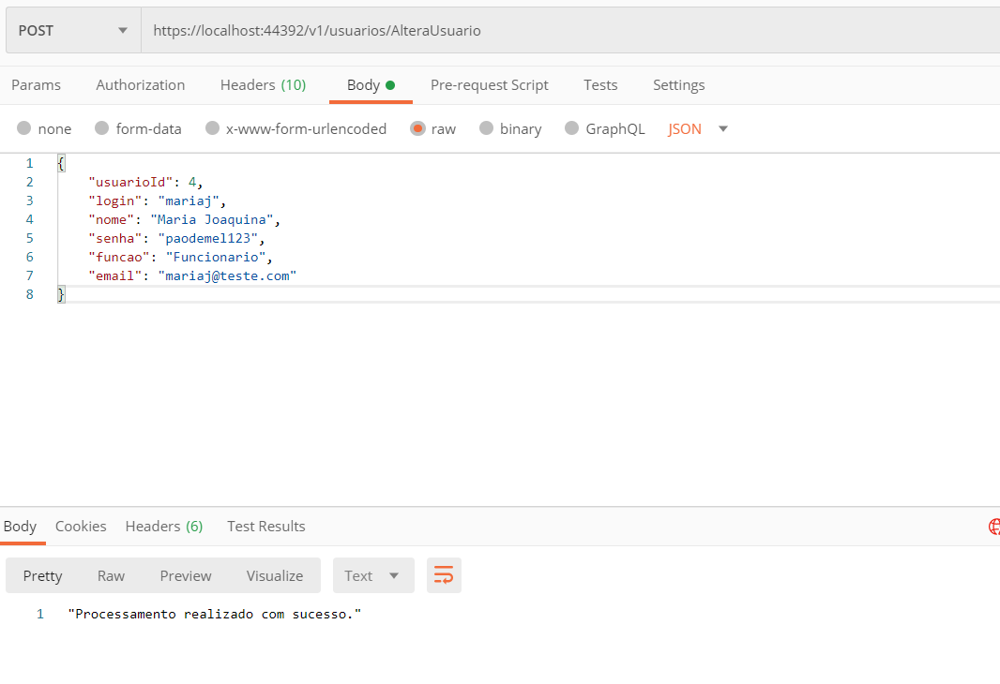 POST https://localhost:44392/v1/usuarios/AlteraUsuario
Params Authorization Headers (10) Body Pre-request Script Tests Settings
none form-data x-www-form-urlencoded raw binary GraphQL JSON
1 {
2 "usuarioId": 4,
3 "login": "mariaj",
4 "nome": "Maria Joaquina",
5 "senha": "paodemel123",
6 "funcao": "Funcionario",
7 "email": "mariaj@teste.com"
8 }
Body Cookies Headers (6) Test Results
Pretty Raw Preview Visualize Text
1 "Processamento realizado com sucesso."